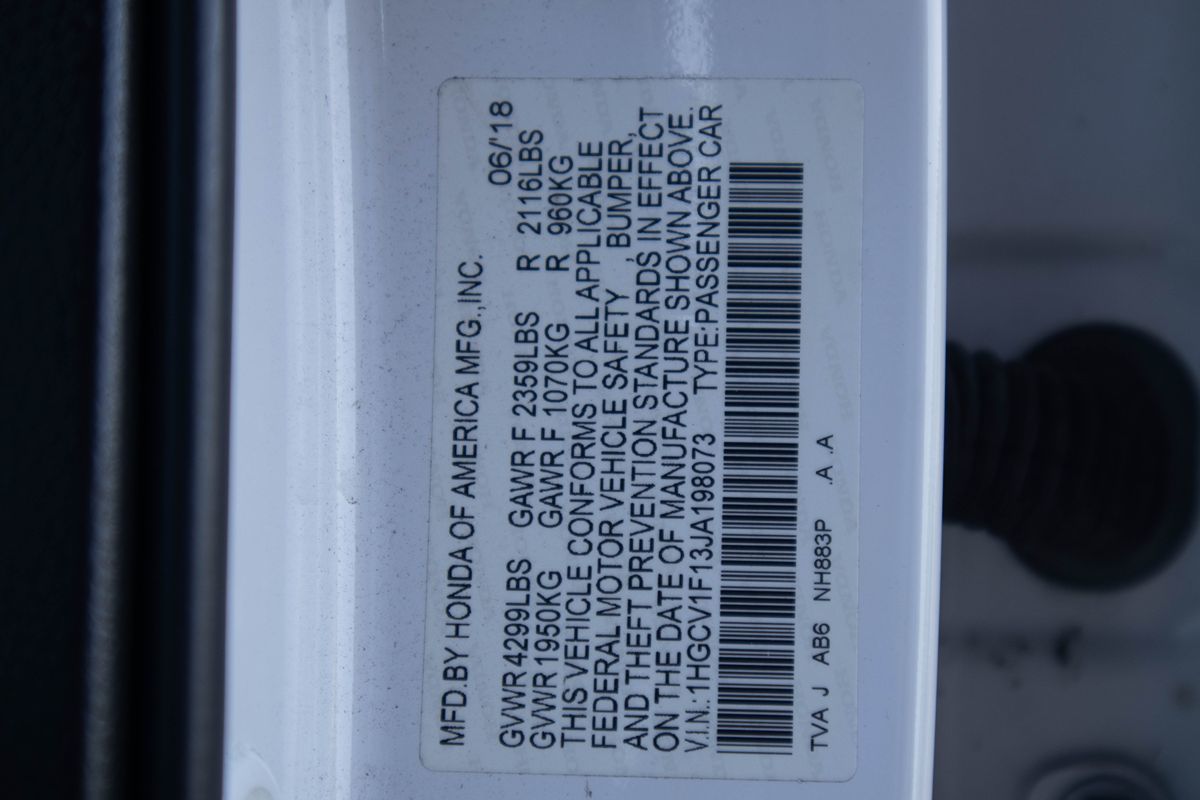 MFD.BY HONDA OF AMERICA MFG.,INC. 06/'18
GVWR 4299LBS GAWR F 2359LBS R 2116LBS
GVWR 1950KG GAWR F 1070KG R 960KG
THIS VEHICLE CONFORMS TO ALL APPLICABLE
FEDERAL MOTOR VEHICLE SAFETY, BUMPER,
AND THEFT PREVENTION STANDARDS, IN EFFECT
ON THE DATE OF MANUFACTURE SHOWN ABOVE.
V.I.N.:1HGCV1F13JA198073 TYPE:PASSENGER CAR
TVA J AB6 NH883P .A .A